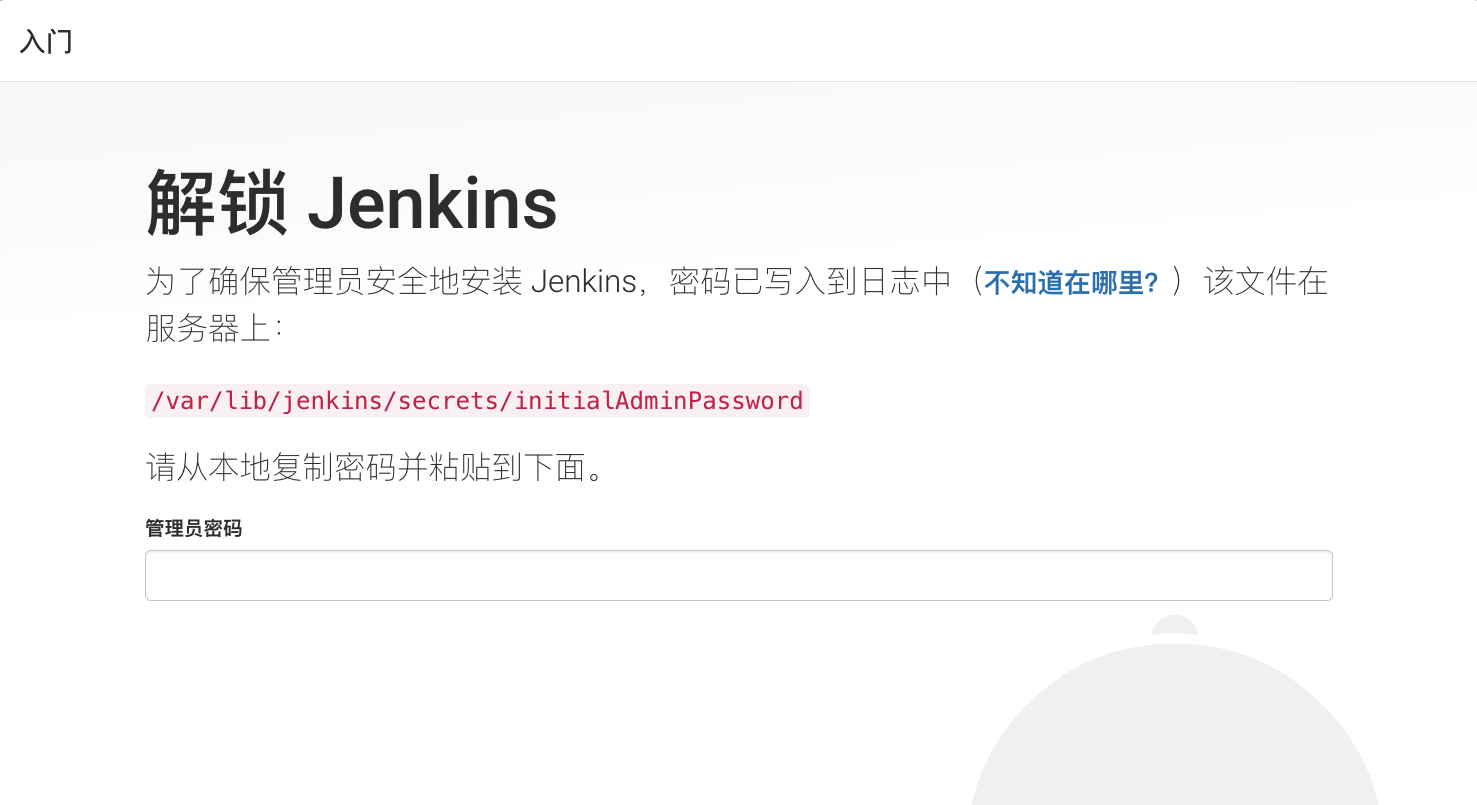 入门
解锁 Jenkins
为了确保管理员安全地安装 Jenkins，密码已写入到日志中（不知道在哪里?）该文件在
服务器上：
/var/lib/jenkins/secrets/initialAdminPassword
请从本地复制密码并粘贴到下面。
管理员密码